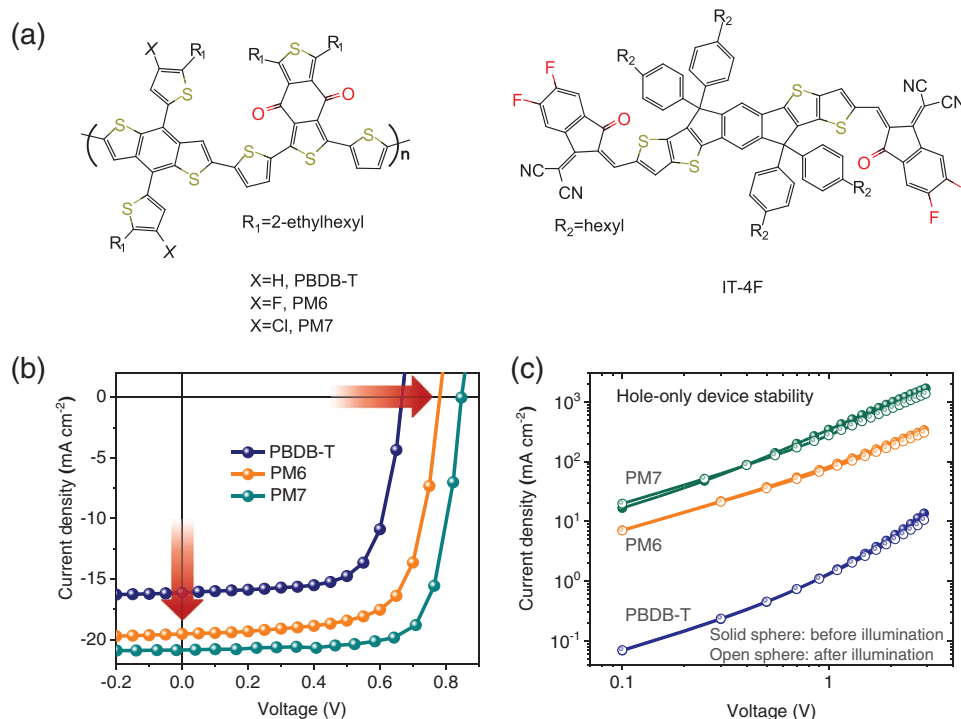 (a)
X
R₁
S
R₁
S
R₁
S
O
O
S
S
S
S
S
n
S
R₁
X
R₁=2-ethylhexyl
X=H, PBDB-T
X=F, PM6
X=Cl, PM7
R₂
R₂
F
F
O
S
S
NC
CN
S
S
NC
CN
O
F
R₂
R₂
R₂=hexyl
IT-4F
(b)
Current density (mA cm⁻²)
0
-5
-10
-15
-20
PBDB-T
PM6
PM7
-0.2
0.0
0.2
0.4
0.6
0.8
Voltage (V)
(c)
Current density (mA cm⁻²)
10³
10²
10¹
10⁰
10⁻¹
Hole-only device stability
PM7
PM6
PBDB-T
Solid sphere: before illumination
Open sphere: after illumination
0.1
1
Voltage (V)